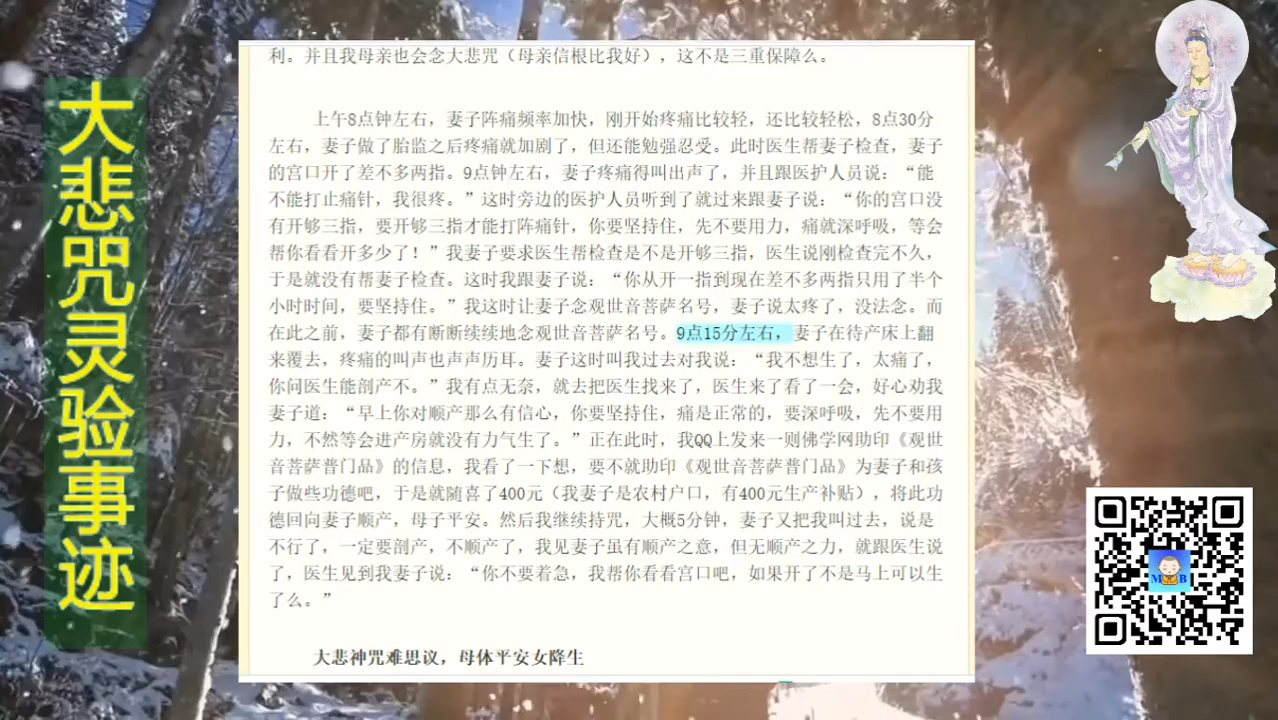 大悲咒灵验事迹
利。并且我母亲也会念大悲咒（母亲信根比我好），这不是三重保障么。
上午8点钟左右，妻子阵痛频率加快，刚开始疼痛比较轻，还比较轻松，8点30分
左右，妻子做了胎监之后疼痛就加剧了，但还能勉强忍受。此时医生帮妻子检查，妻子
的宫口开了差不多两指。9点钟左右，妻子疼痛得叫出声了，并且跟医护人员说：“能
不能打止痛针，我很疼。”这时旁边的医护人员听到了就过来跟妻子说：“你的宫口没
有开够三指，要开够三指才能打阵痛针，你要坚持住，先不要用力，痛就深呼吸，等会
帮你看看开多少了！”我妻子要求医生帮检查是不是开够三指，医生说刚检查完不久，
于是就没有帮妻子检查。这时我跟妻子说：“你从开一指到现在差不多两指只用了半个
小时时间，要坚持住。”我这时让妻子念观世音菩萨名号，妻子说太疼了，没法念。而
在此之前，妻子都有断断续续地念观世音菩萨名号。9点15分左右，妻子在待产床上翻
来覆去，疼痛的叫声也声声历耳。妻子这时叫我过去对我说：“我不想生了，太痛了，
你问医生能剖产不。”我有点无奈，就去把医生找来了，医生来了看了一会，好心劝我
妻子道：“早上你对顺产那么有信心，你要坚持住，痛是正常的，要深呼吸，先不要用
力，不然等会进产房就没有力气生了。”正在此时，我QQ上发来一则佛学网助印《观世
音菩萨普门品》的信息，我看了一下想，要不就助印《观世音菩萨普门品》为妻子和孩
子做些功德吧，于是就随喜了400元（我妻子是农村户口，有400元生产补贴），将此功
德回向妻子顺产，母子平安。然后我继续持咒，大概5分钟，妻子又把我叫过去，说是
不行了，一定要剖产，不顺产了，我见妻子虽有顺产之意，但无顺产之力，就跟医生说
了，医生见到我妻子说：“你不要着急，我帮你看看宫口吧，如果开了不是马上可以生
了么。”
大悲神咒难思议，母体平安女降生
M B